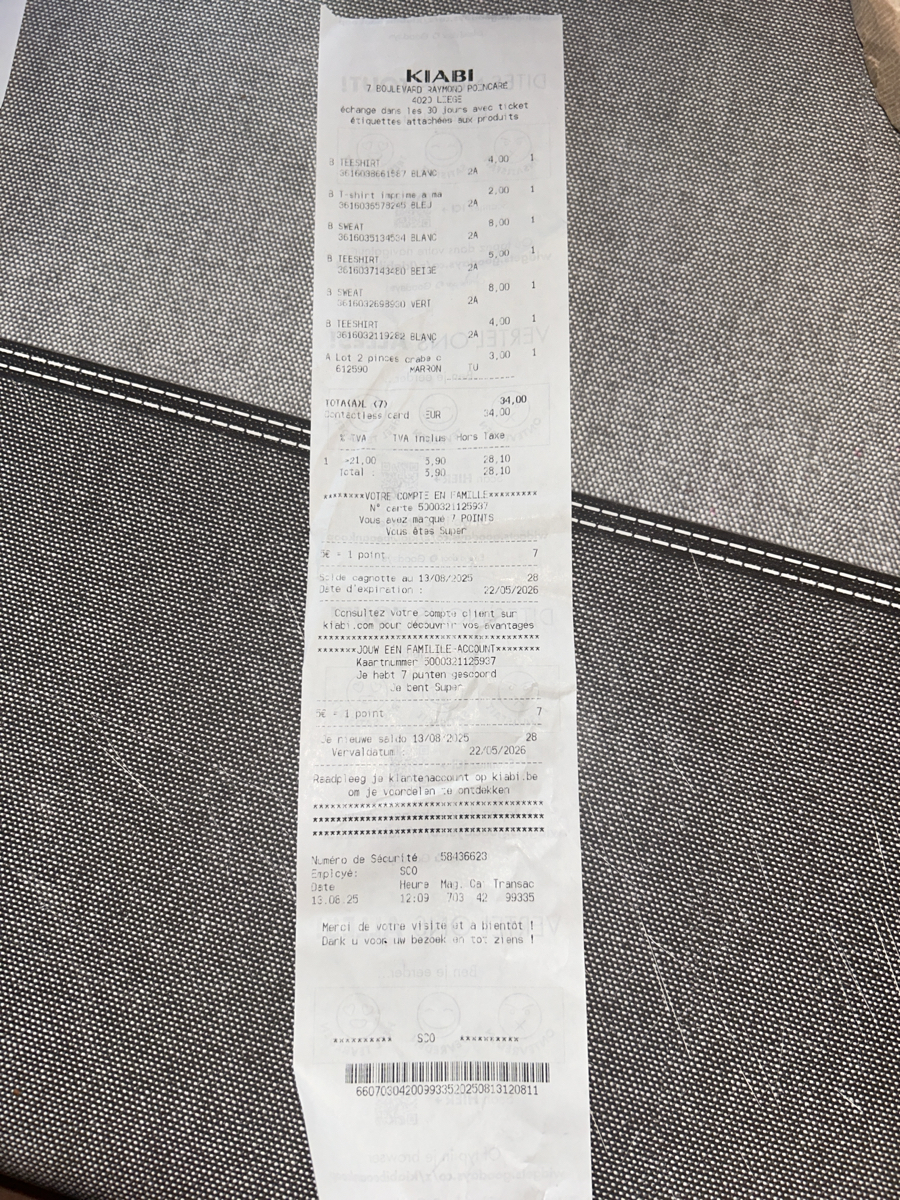 KIABI
7 BOULEVARD RAYMOND POINCARE
4020 LIEGE
échange dans les 30 jours avec ticket
étiquettes attachées aux produits
B TEESHIRT 4,00 1
3616038661567 BLANC 2A
B T-shirt imprime a ma 2,00 1
3616036578245 BLEU 2A
B SWEAT 8,00 1
3616035134534 BLANC 2A
B TEESHIRT 5,00 1
3616037143480 BEIGE 2A
B SWEAT 8,00 1
3616032698930 VERT 2A
B TEESHIRT 4,00 1
3616032119282 BLANC 2A
A Lot 2 pinces crabe c 3,00 1
612590 MARRON TU
TOTA(A)L (7) 34,00
Contactless card EUR 34,00
% TVA TVA inclus Hors Taxe
1 =21,00 5,90 28,10
Total : 5,90 28,10
********VOTRE COMPTE EN FAMILLE*********
N° carte 5000321125937
Vous avez marqué 7 POINTS
Vous êtes Super
5€ = 1 point 7
Solde cagnotte au 13/08/2025 28
Date d'expiration : 22/05/2026
Consultez votre compte client sur
kiabi.com pour découvrir vos avantages
*******JOUW EEN FAMILILE-ACCOUNT********
Kaartnummer 5000321125937
Je hebt 7 punten gescoord
Je bent Super
5€ = 1 point 7
Je nieuwe saldo 13/08/2025 28
Vervaldatum : 22/05/2026
Raadpleeg je klantenaccount op kiabi.be
om je voordelen te ontdekken
Numéro de Sécurité 58436623
Employé: SCO
Date Heure Mag. Ca Transac
13.08.25 12:09 703 42 99335
Merci de votre visite et à bientôt !
Dank u voor uw bezoek en tot ziens !
********** SCO **********
660703042009933520250813120811